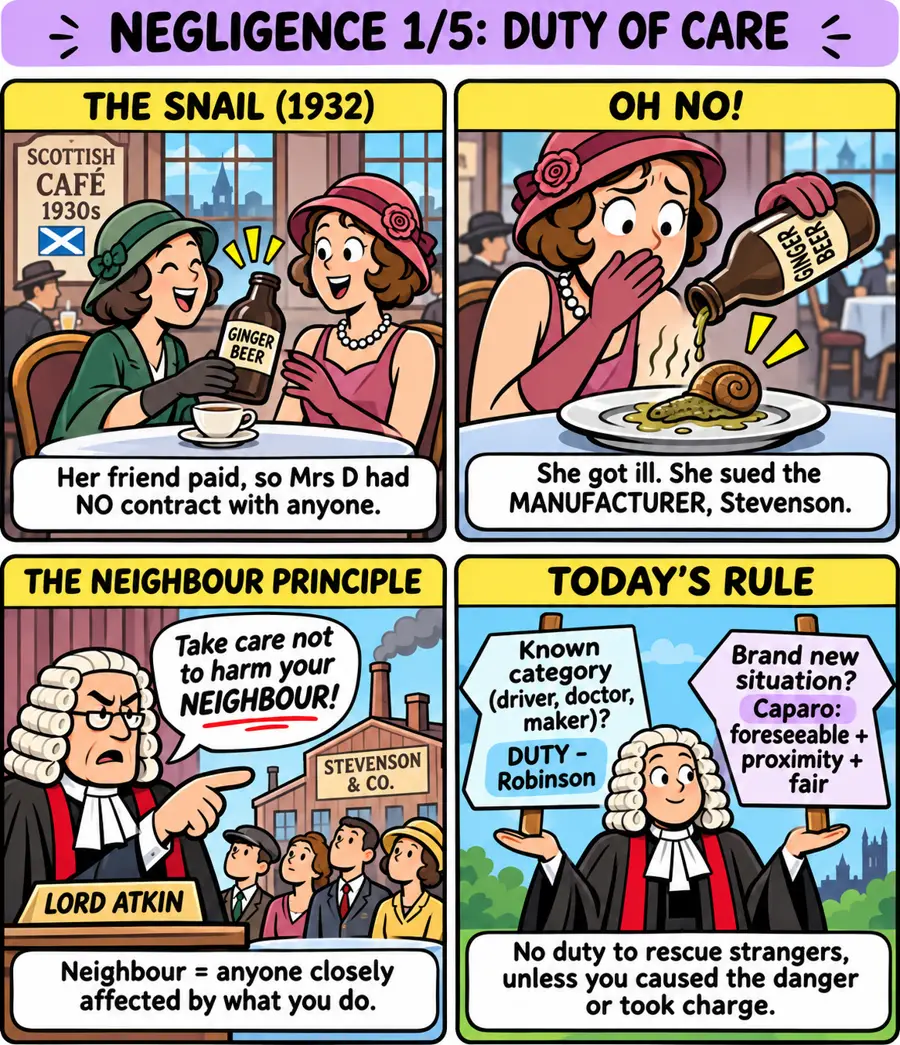 NEGLIGENCE 1/5: DUTY OF CARE
THE SNAIL (1932)
SCOTTISH
CAFÉ
1930s
GINGER
BEER
Her friend paid, so Mrs D had
NO contract with anyone.
OH NO!
GINGER
BEER
She got ill. She sued the
MANUFACTURER, Stevenson.
THE NEIGHBOUR PRINCIPLE
Take care not
to harm your
NEIGHBOUR!
STEVENSON
& CO.
LORD ATKIN
Neighbour = anyone closely
affected by what you do.
TODAY'S RULE
Known
category
(driver, doctor,
maker)?
DUTY –
Robinson
Brand new
situation?
Caparo:
foreseeable +
proximity +
fair
No duty to rescue strangers,
unless you caused the danger
or took charge.